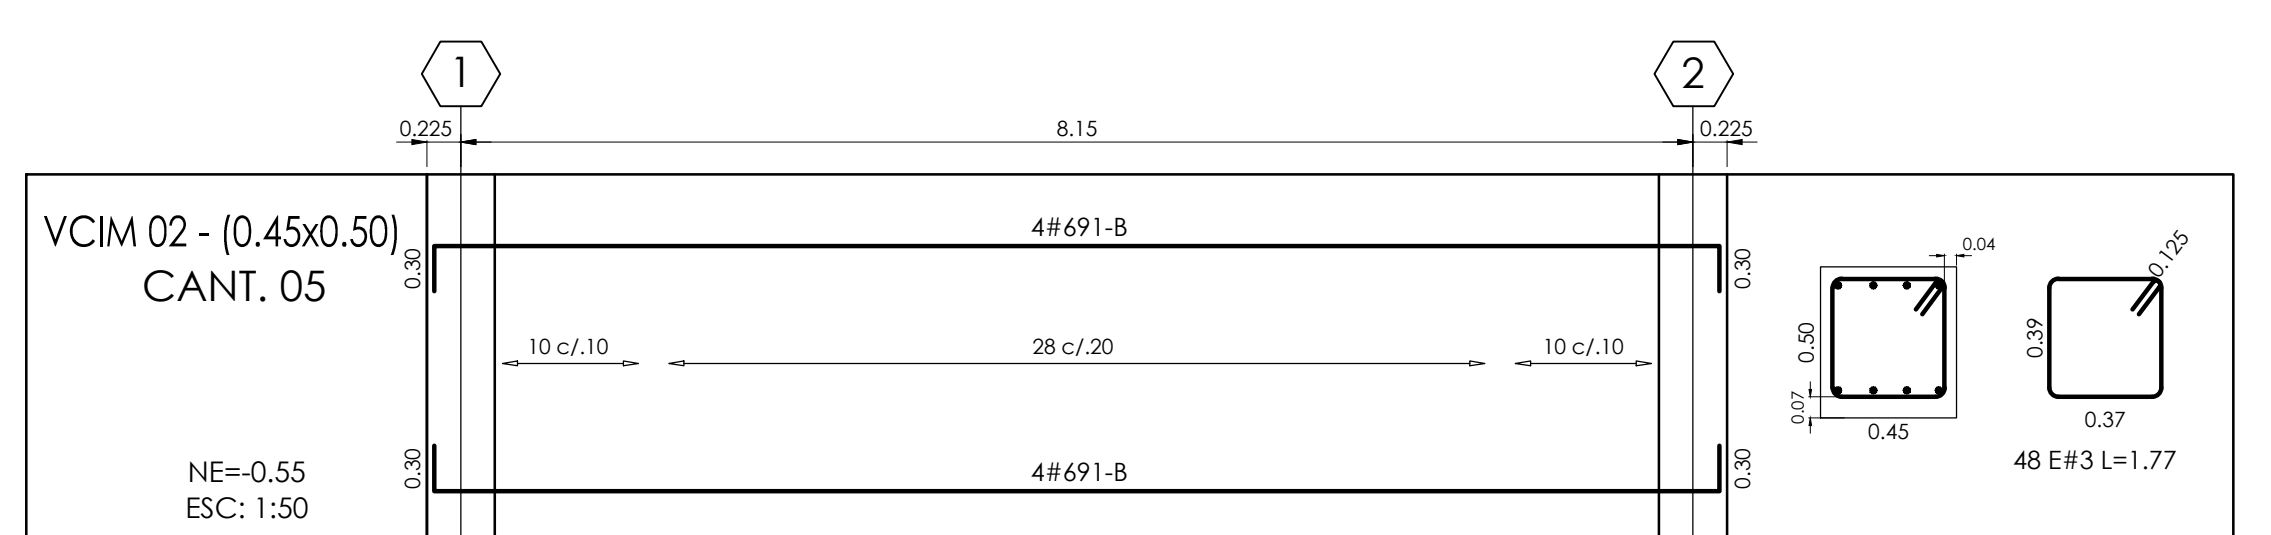 1
2
0.225
8.15
0.225
VCIM 02 - (0.45x0.50)
CANT. 05
4#691-B
0.30
0.30
10 c/.10
28 c/.20
10 c/.10
0.30
4#691-B
0.30
NE=-0.55
ESC: 1:50
0.04
0.50
0.07
0.45
0.125
0.39
0.37
48 E#3 L=1.77